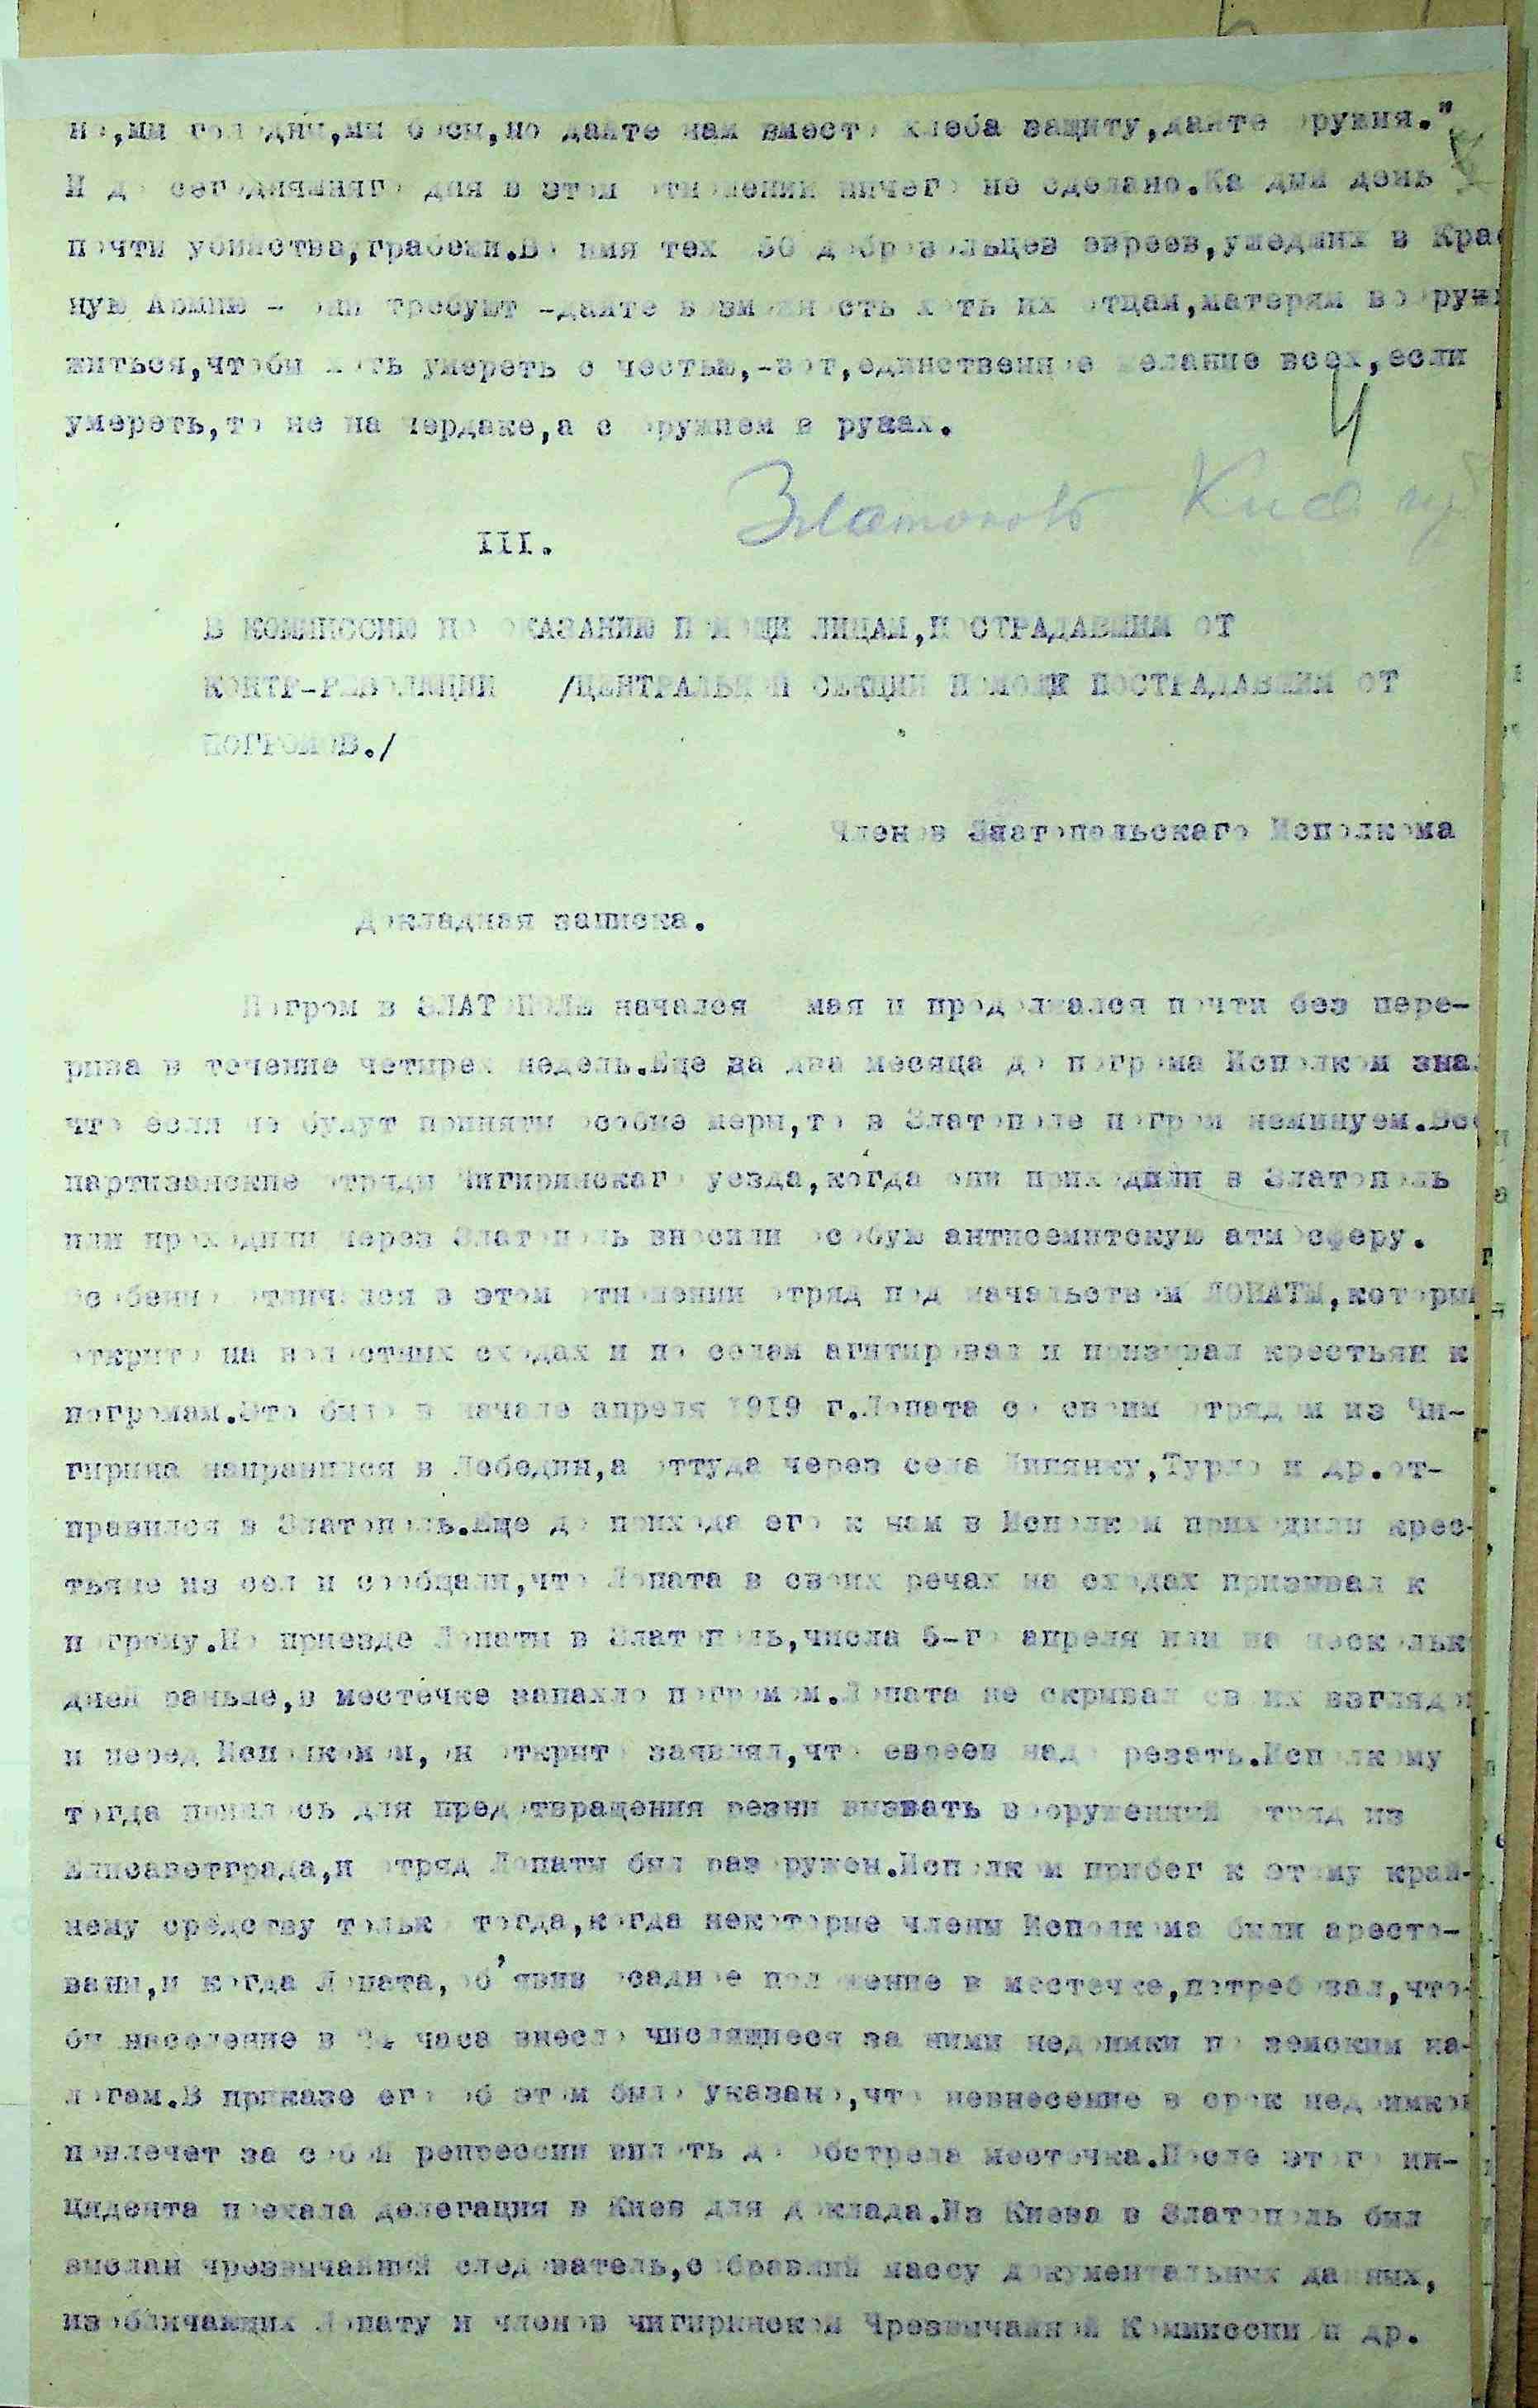 но,мы голодны,мы босы,но дайте нам вместо хлеба защиту,дайте оружия."
И до сегодняшняго дня в этом отношении ничего не сделано.Каждый день
почти убийства,грабежи.Во имя тех 30 добровольцев евреев,ушедших в Крас
ную Армию - они требуют -дайте возможность хоть их отцам,матерям вооружи
житься,чтобы хоть умереть с честью,-вот,единственное желание всех,если
умереть,то не на чердаке,а с оружием в руках.
4
Златополь Киев
III.
В КОМИССИЮ ПО ОКАЗАНИЮ ПОМОЩИ ЛИЦАМ,ПОСТРАДАВШИМ ОТ
КОНТР-РЕВОЛЮЦИИ /ЦЕНТРАЛЬНОЙ СЕКЦИИ ПОМОЩИ ПОСТРАДАВШИМ ОТ
ПОГРОМОВ./
Членов Златопольскаго Исполкома
Докладная записка.
Погром в ЗЛАТОПОЛЬ начался мая и продолжался почти без пере-
рыва в течение четырех недель.Еще за два месяца до погрома Исполком знал
что если не будут приняты особые меры,то в Златополе погром неминуем.Все
партизанские отряды Чигиринскаго уезда,когда они приходили в Златополь
или проходили через Златополь вносили особую антисемитскую атмосферу.
Особенно отличался в этом отношении отряд под начальством ЛОПАТЫ,который
открыто на волостных сходах и по селам агитировал и призывал крестьян к
погромам.Это было в начале апреля 1919 г.Лопата со своим отрядом из Чи-
гирина направился в Лебедин,а оттуда через села Липянку,Турло и др.от-
правился в Златополь.Еще до прихода его к нам в Исполком приходили крес-
тьяне из сел и сообщали,что Лопата в своих речах на сходах призывал к
погрому.По приезде Лопаты в Златополь,числа 5-го апреля или на несколько
дней раньше,в местечке запахло погромом.Лопата не скрывал своих взглядов
и перед Исполкомом,он открыто заявлял,что евреев надо резать.Исполкому
тогда пришлось для предотвращения резни вызвать вооруженный отряд из
Елисаветграда,и отряд Лопаты был разоружен.Исполком прибег к этому край-
нему средству только тогда,когда некоторые члены Исполкома были аресто-
ваны,и когда Лопата,об'явив осадное положение в местечке,потребовал,что-
бы население в 24 часа внесло числящиеся за ними недоимки по земским на-
логам.В приказе его об этом было указано,что невнесение в срок недоимков
повлечет за собой репрессии вплоть до обстрела местечка.После этого ин-
цидента поехала делегация в Киев для доклада.Из Киева в Златополь был
выслан чрезвычайный следователь,собравший массу документальных данных,
изобличающих Лопату и членов чигиринской Чрезвычайной Комиссии и др.